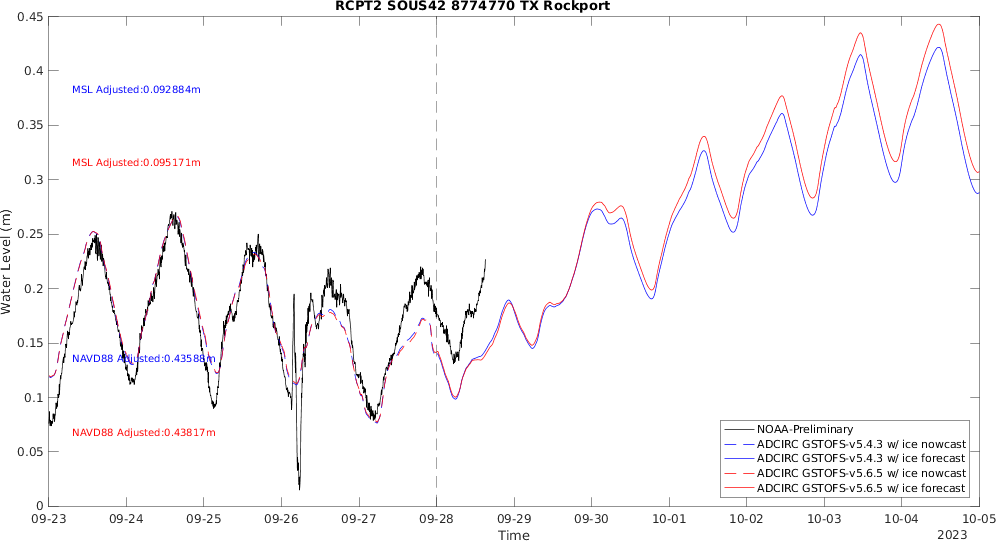 RCPT2 SOUS42 8774770 TX Rockport
Water Level (m)
0.45
0.4
0.35
0.3
0.25
0.2
0.15
0.1
0.05
0
MSL Adjusted:0.092884m
MSL Adjusted:0.095171m
NAVD88 Adjusted:0.43588m
NAVD88 Adjusted:0.43817m
NOAA-Preliminary
ADCIRC GSTOFS-v5.4.3 w/ ice nowcast
ADCIRC GSTOFS-v5.4.3 w/ ice forecast
ADCIRC GSTOFS-v5.6.5 w/ ice nowcast
ADCIRC GSTOFS-v5.6.5 w/ ice forecast
09-23 09-24 09-25 09-26 09-27 09-28 09-29 09-30 10-01 10-02 10-03 10-04 10-05
Time
2023